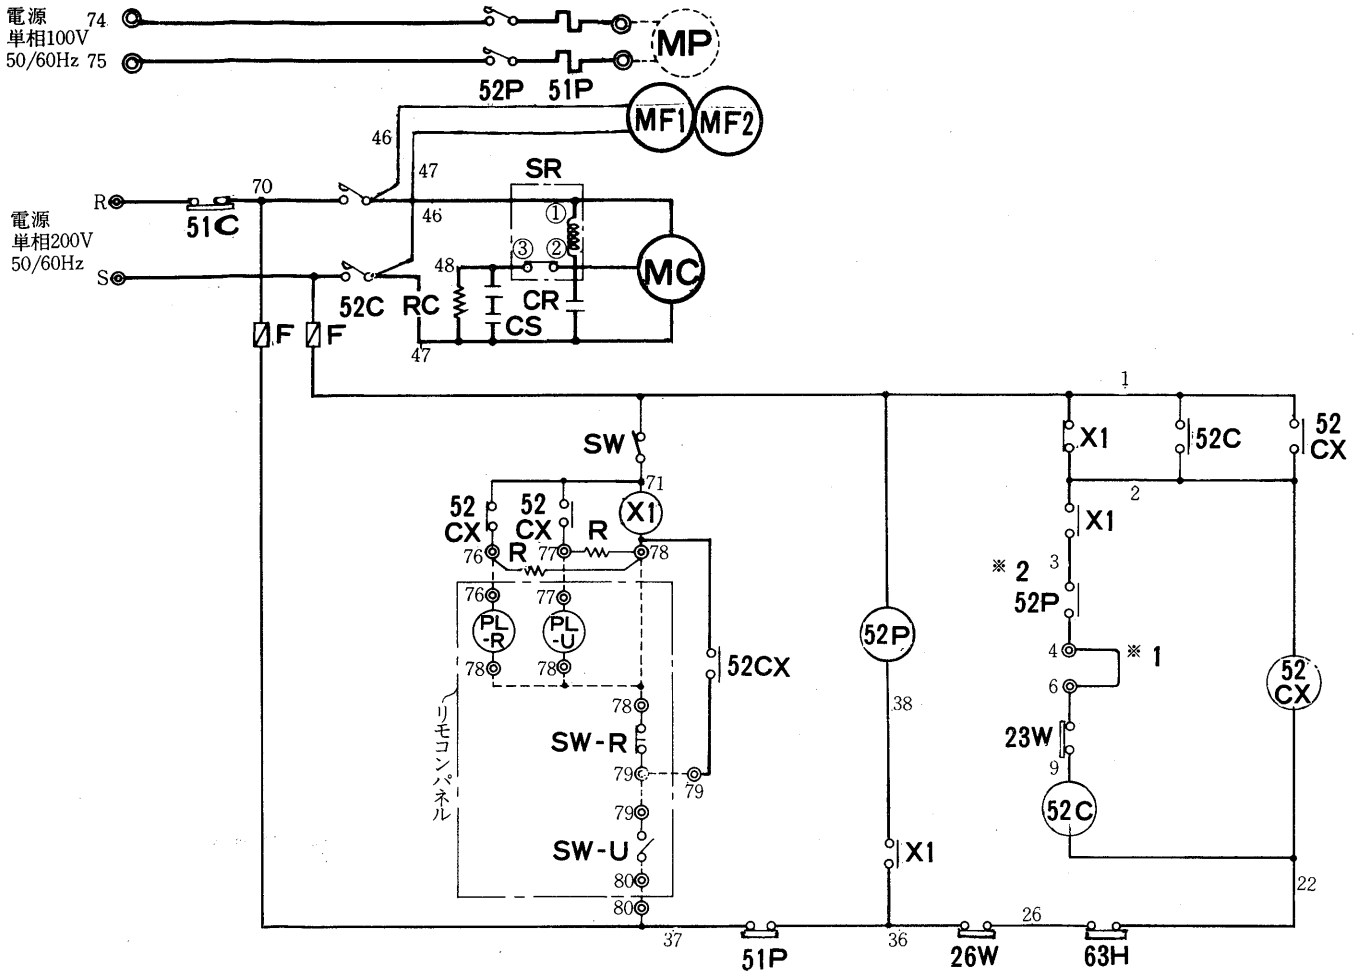 電源
単相100V
50/60Hz
74
75
52P
51P
MP
MF1
MF2
46
47
SR
R
70
51C
電源
単相200V
50/60Hz
46
①
③
②
MC
48
S
52C
RC
CR
CS
F
F
47
1
SW
X1
52C
52
CX
71
2
52
CX
52
CX
X1
X1
R
76
R
77
78
3
※2
52P
76
77
PL
-R
PL
-U
52P
4
※1
78
78
52CX
6
52
CX
リモコンパネル
78
38
SW-R
23W
79
79
9
79
52C
SW-U
X1
80
22
80
37
36
26
51P
26W
63H